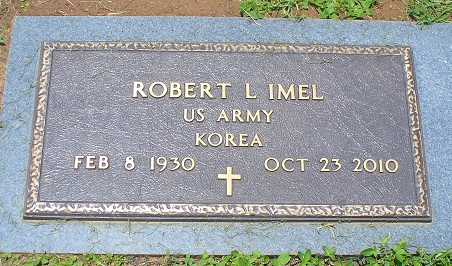 ROBERT L IMEL
US ARMY
KOREA
FEB 8 1930 OCT 23 2010